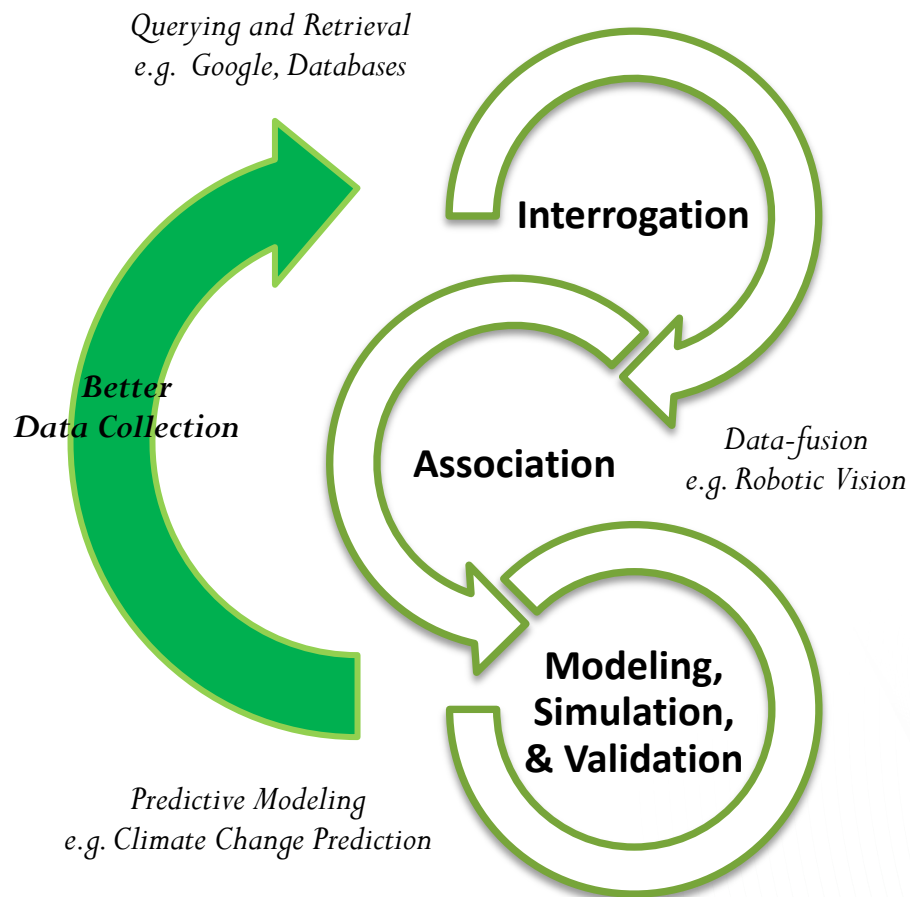 Querying and Retrieval
e.g. Google, Databases
Interrogation
Better
Data Collection
Association
Data-fusion
e.g. Robotic Vision
Modeling,
Simulation,
& Validation
Predictive Modeling
e.g. Climate Change Prediction